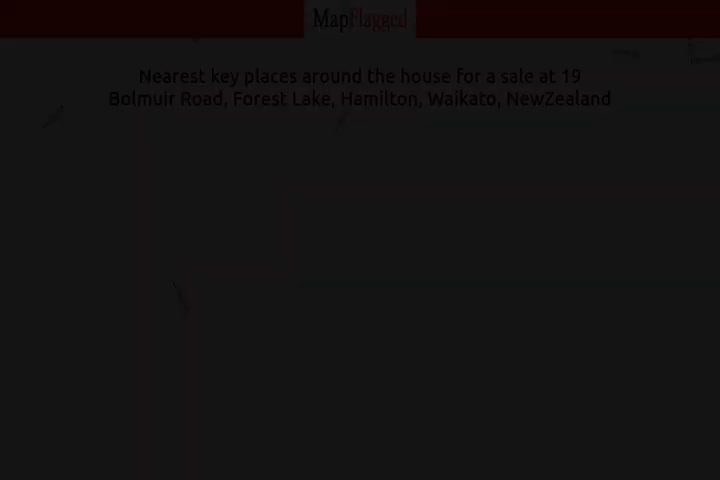 MapFlagged
Nearest key places around the house for a sale at 19
Bolmuir Road, Forest Lake, Hamilton, Waikato, NewZealand